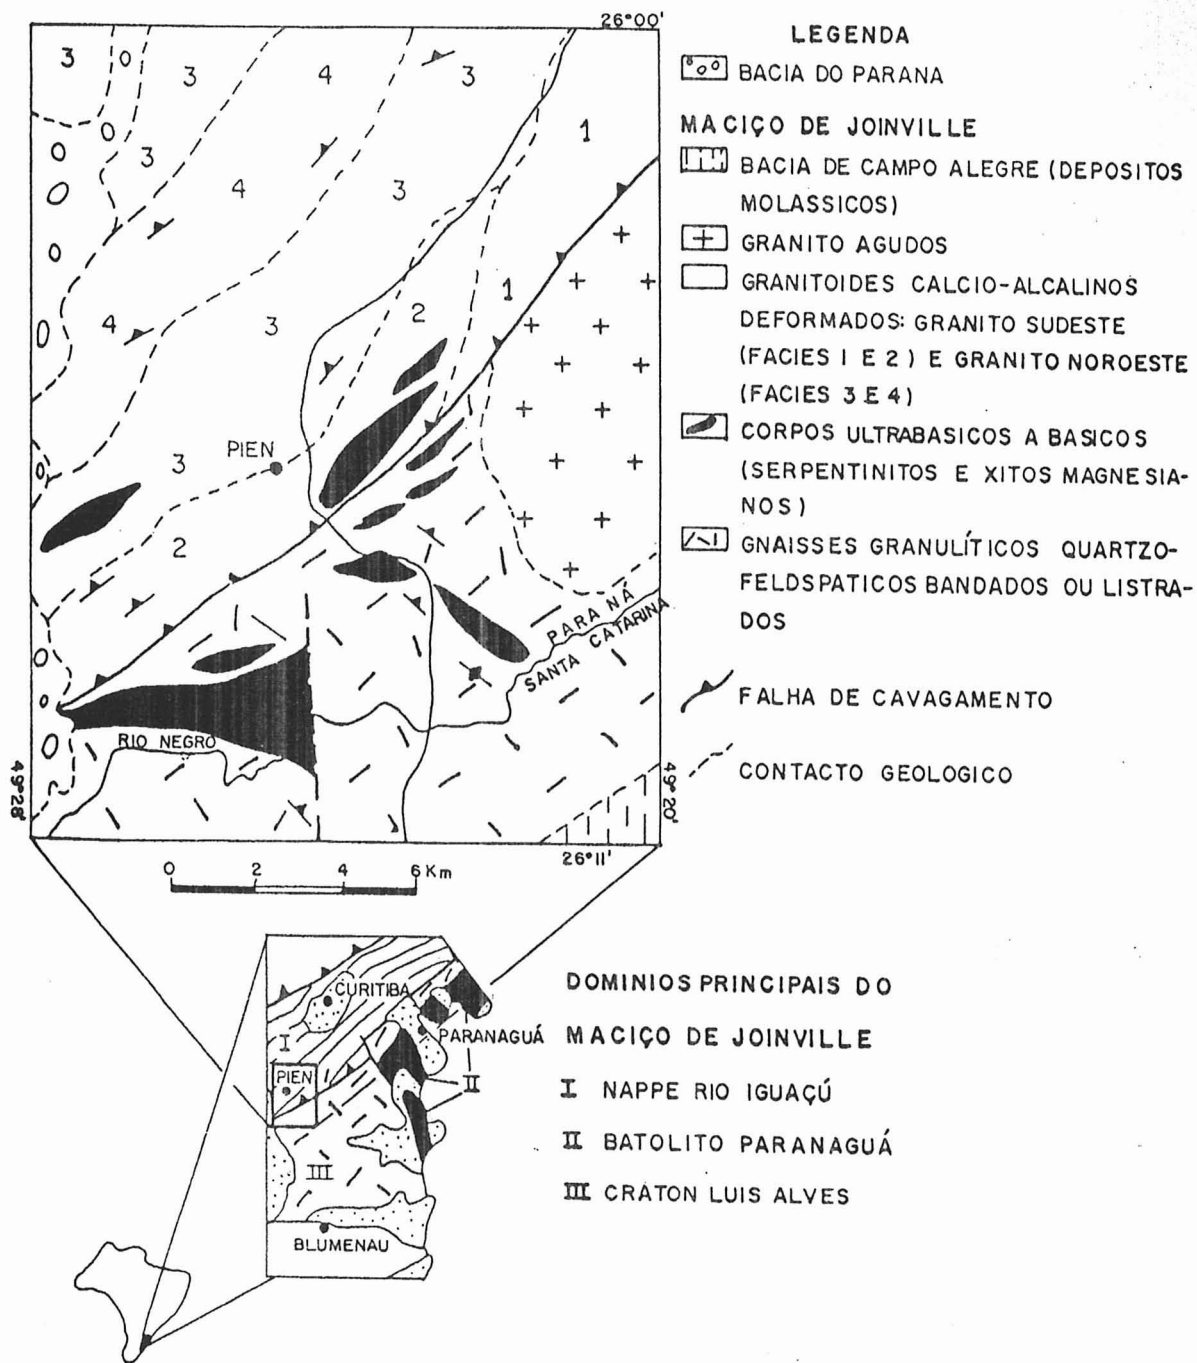 26°00'
LEGENDA
BACIA DO PARANA
MACIÇO DE JOINVILLE
BACIA DE CAMPO ALEGRE (DEPOSITOS
MOLASSICOS)
GRANITO AGUDOS
GRANITOIDES CALCIO-ALCALINOS
DEFORMADOS: GRANITO SUDESTE
(FACIES I E 2) E GRANITO NOROESTE
(FACIES 3 E 4)
CORPOS ULTRABASICOS A BASICOS
(SERPENTINITOS E XITOS MAGNESIA-
NOS)
GNAISSES GRANULÍTICOS QUARTZO-
FELDSPATICOS BANDADOS OU LISTRA-
DOS
FALHA DE CAVAGAMENTO
CONTACTO GEOLOGICO
3
3
4
3
1
3
4
3
4
3
2
1
PIEN
3
2
PARANÁ
SANTA CATARINA
RIO NEGRO
49°28'
49°20'
26°11'
0 2 4 6 Km
CURITIBA
PARANAGUÁ
I
PIEN
II
III
BLUMENAU
DOMINIOS PRINCIPAIS DO
MACIÇO DE JOINVILLE
I NAPPE RIO IGUAÇÚ
II BATOLITO PARANAGUÁ
III CRÁTON LUIS ALVES